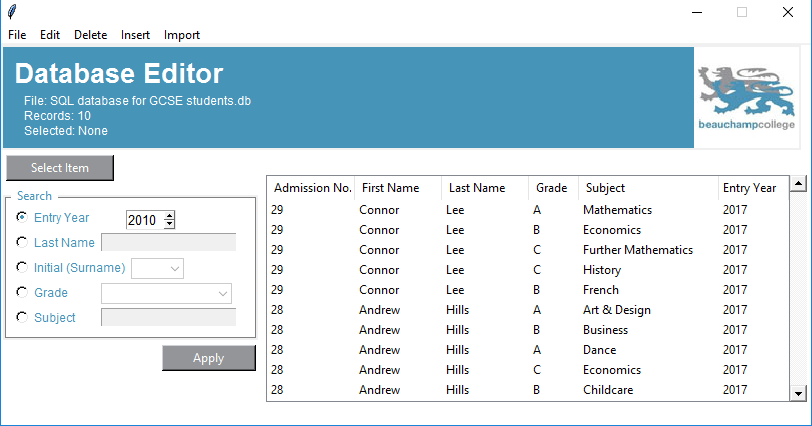 File Edit Delete Insert Import
Database Editor
File: SQL database for GCSE students.db
Records: 10
Selected: None
beauchampcollege
Select Item
Search
Entry Year 2010
Last Name
Initial (Surname)
Grade
Subject
Apply
Admission No. First Name Last Name Grade Subject Entry Year
29 Connor Lee A Mathematics 2017
29 Connor Lee B Economics 2017
29 Connor Lee C Further Mathematics 2017
29 Connor Lee C History 2017
29 Connor Lee B French 2017
28 Andrew Hills A Art & Design 2017
28 Andrew Hills B Business 2017
28 Andrew Hills A Dance 2017
28 Andrew Hills C Economics 2017
28 Andrew Hills B Childcare 2017